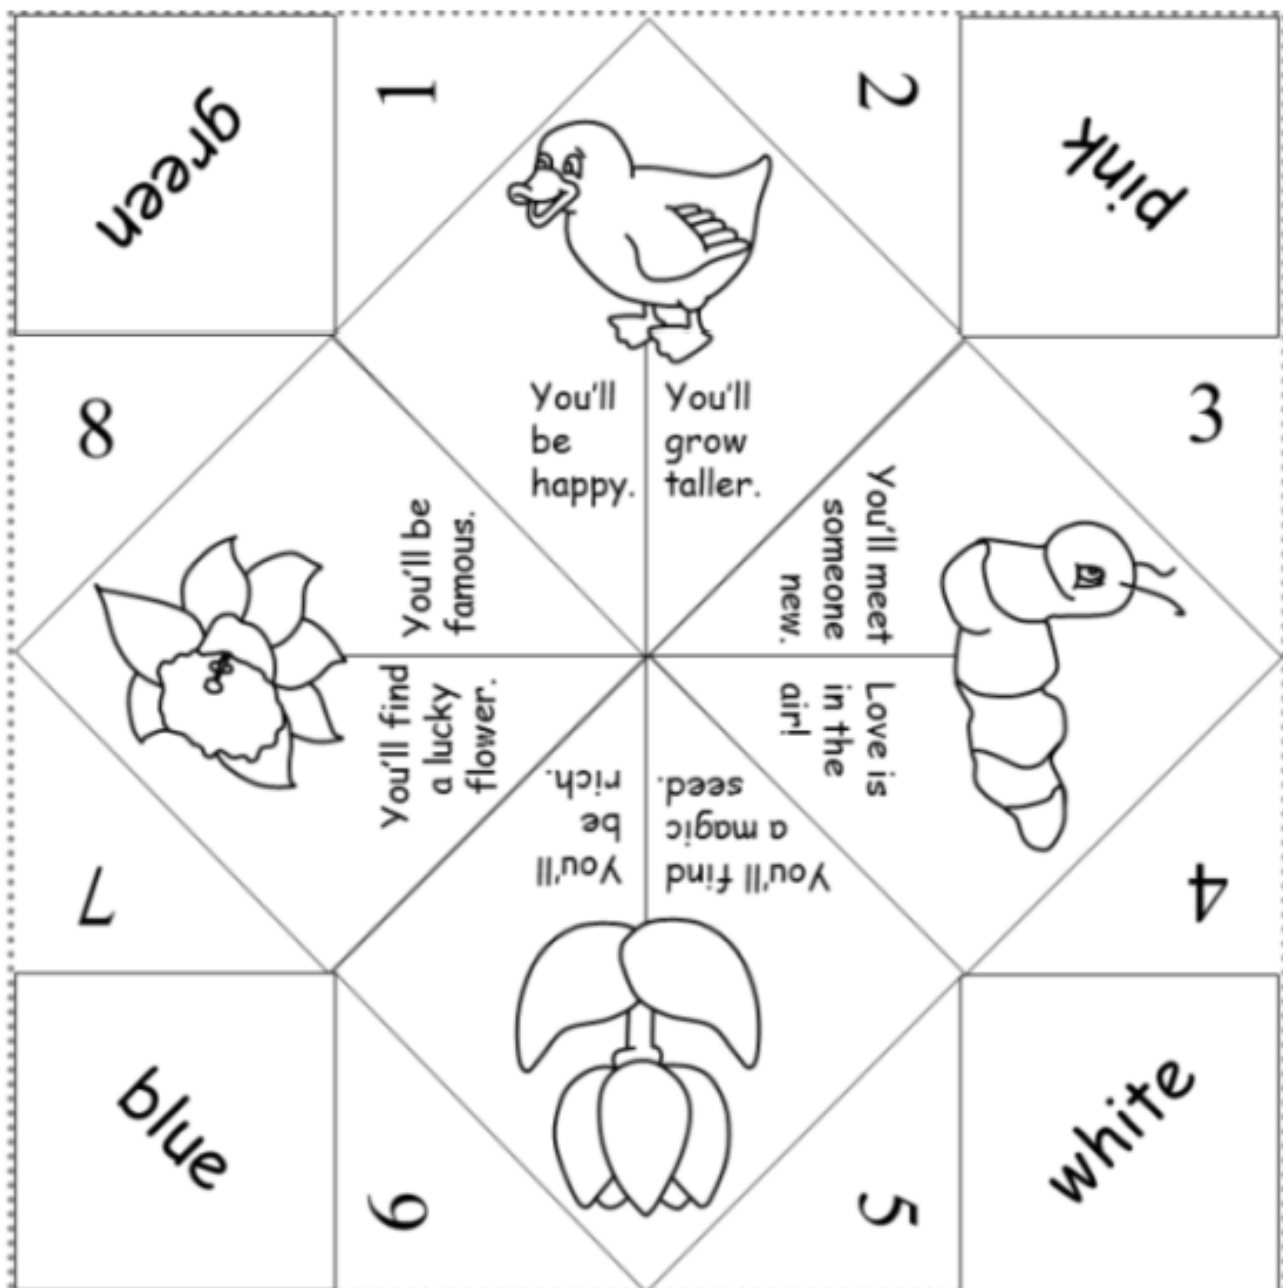 green
1
2
pink
8
3
You'll
be
happy.
You'll
grow
taller.
You'll be
famous.
You'll meet
someone
new.
You'll find
a lucky
flower.
Love is
in the
air!
You'll
be
rich.
You'll find
a magic
seed.
7
4
blue
6
5
white